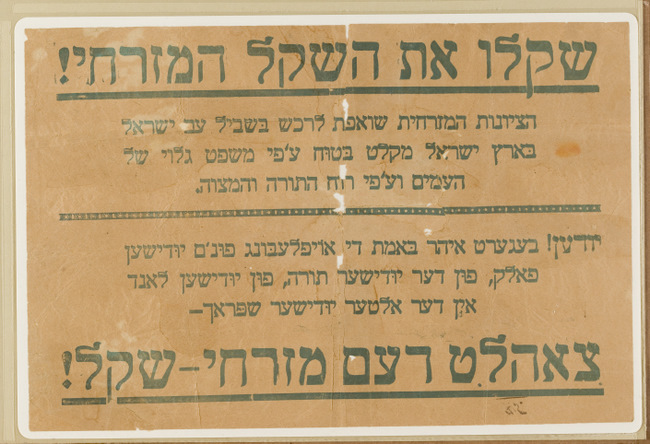 שקלו את השקל המזרחי!
הציונות המזרחית שואפת לרכש בשביל עם ישראל
בארץ ישראל מקלט בטוח ע״פי משפט גלוי של
העמים וע״פי רוח התורה והמצוה.
יודען! בעגערט איהר באמת די אויפלעבונג פונ׳ם יודישען
פאלק, פון דער יודישער תורה, פון יודישען לאנד
אין דער אלטער יודישער שפראך—
צאהלט דעם מזרחי-שקל!